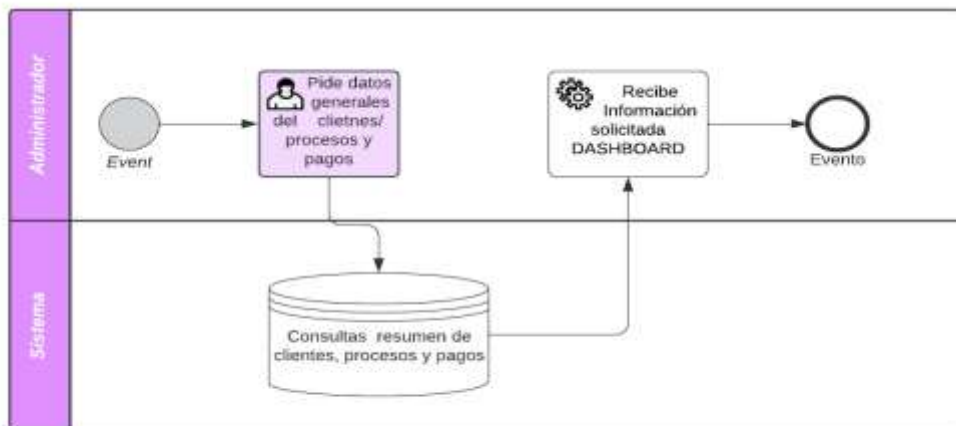 Administrador
Event
Pide datos
generales
del clietnes/
procesos y
pagos
Recibe
Información
solicitada
DASHBOARD
Evento
Sistema
Consultas resumen de
clientes, procesos y pagos